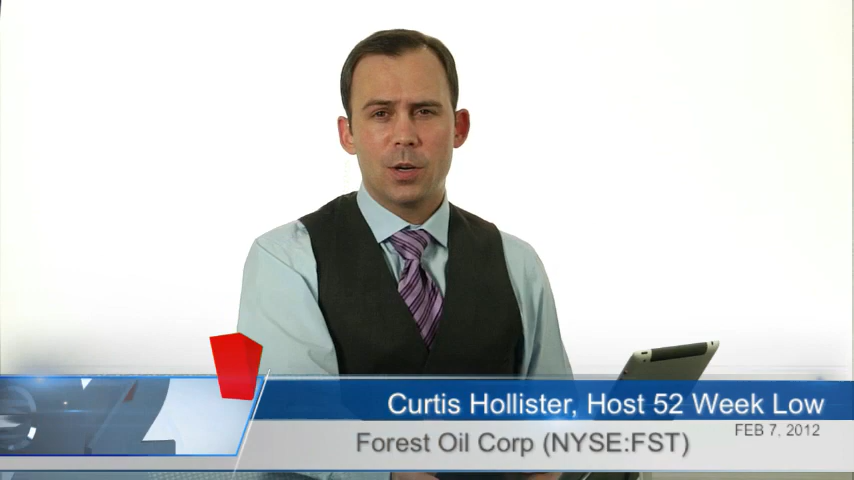 Curtis Hollister, Host 52 Week Low
FEB 7, 2012
Forest Oil Corp (NYSE:FST)